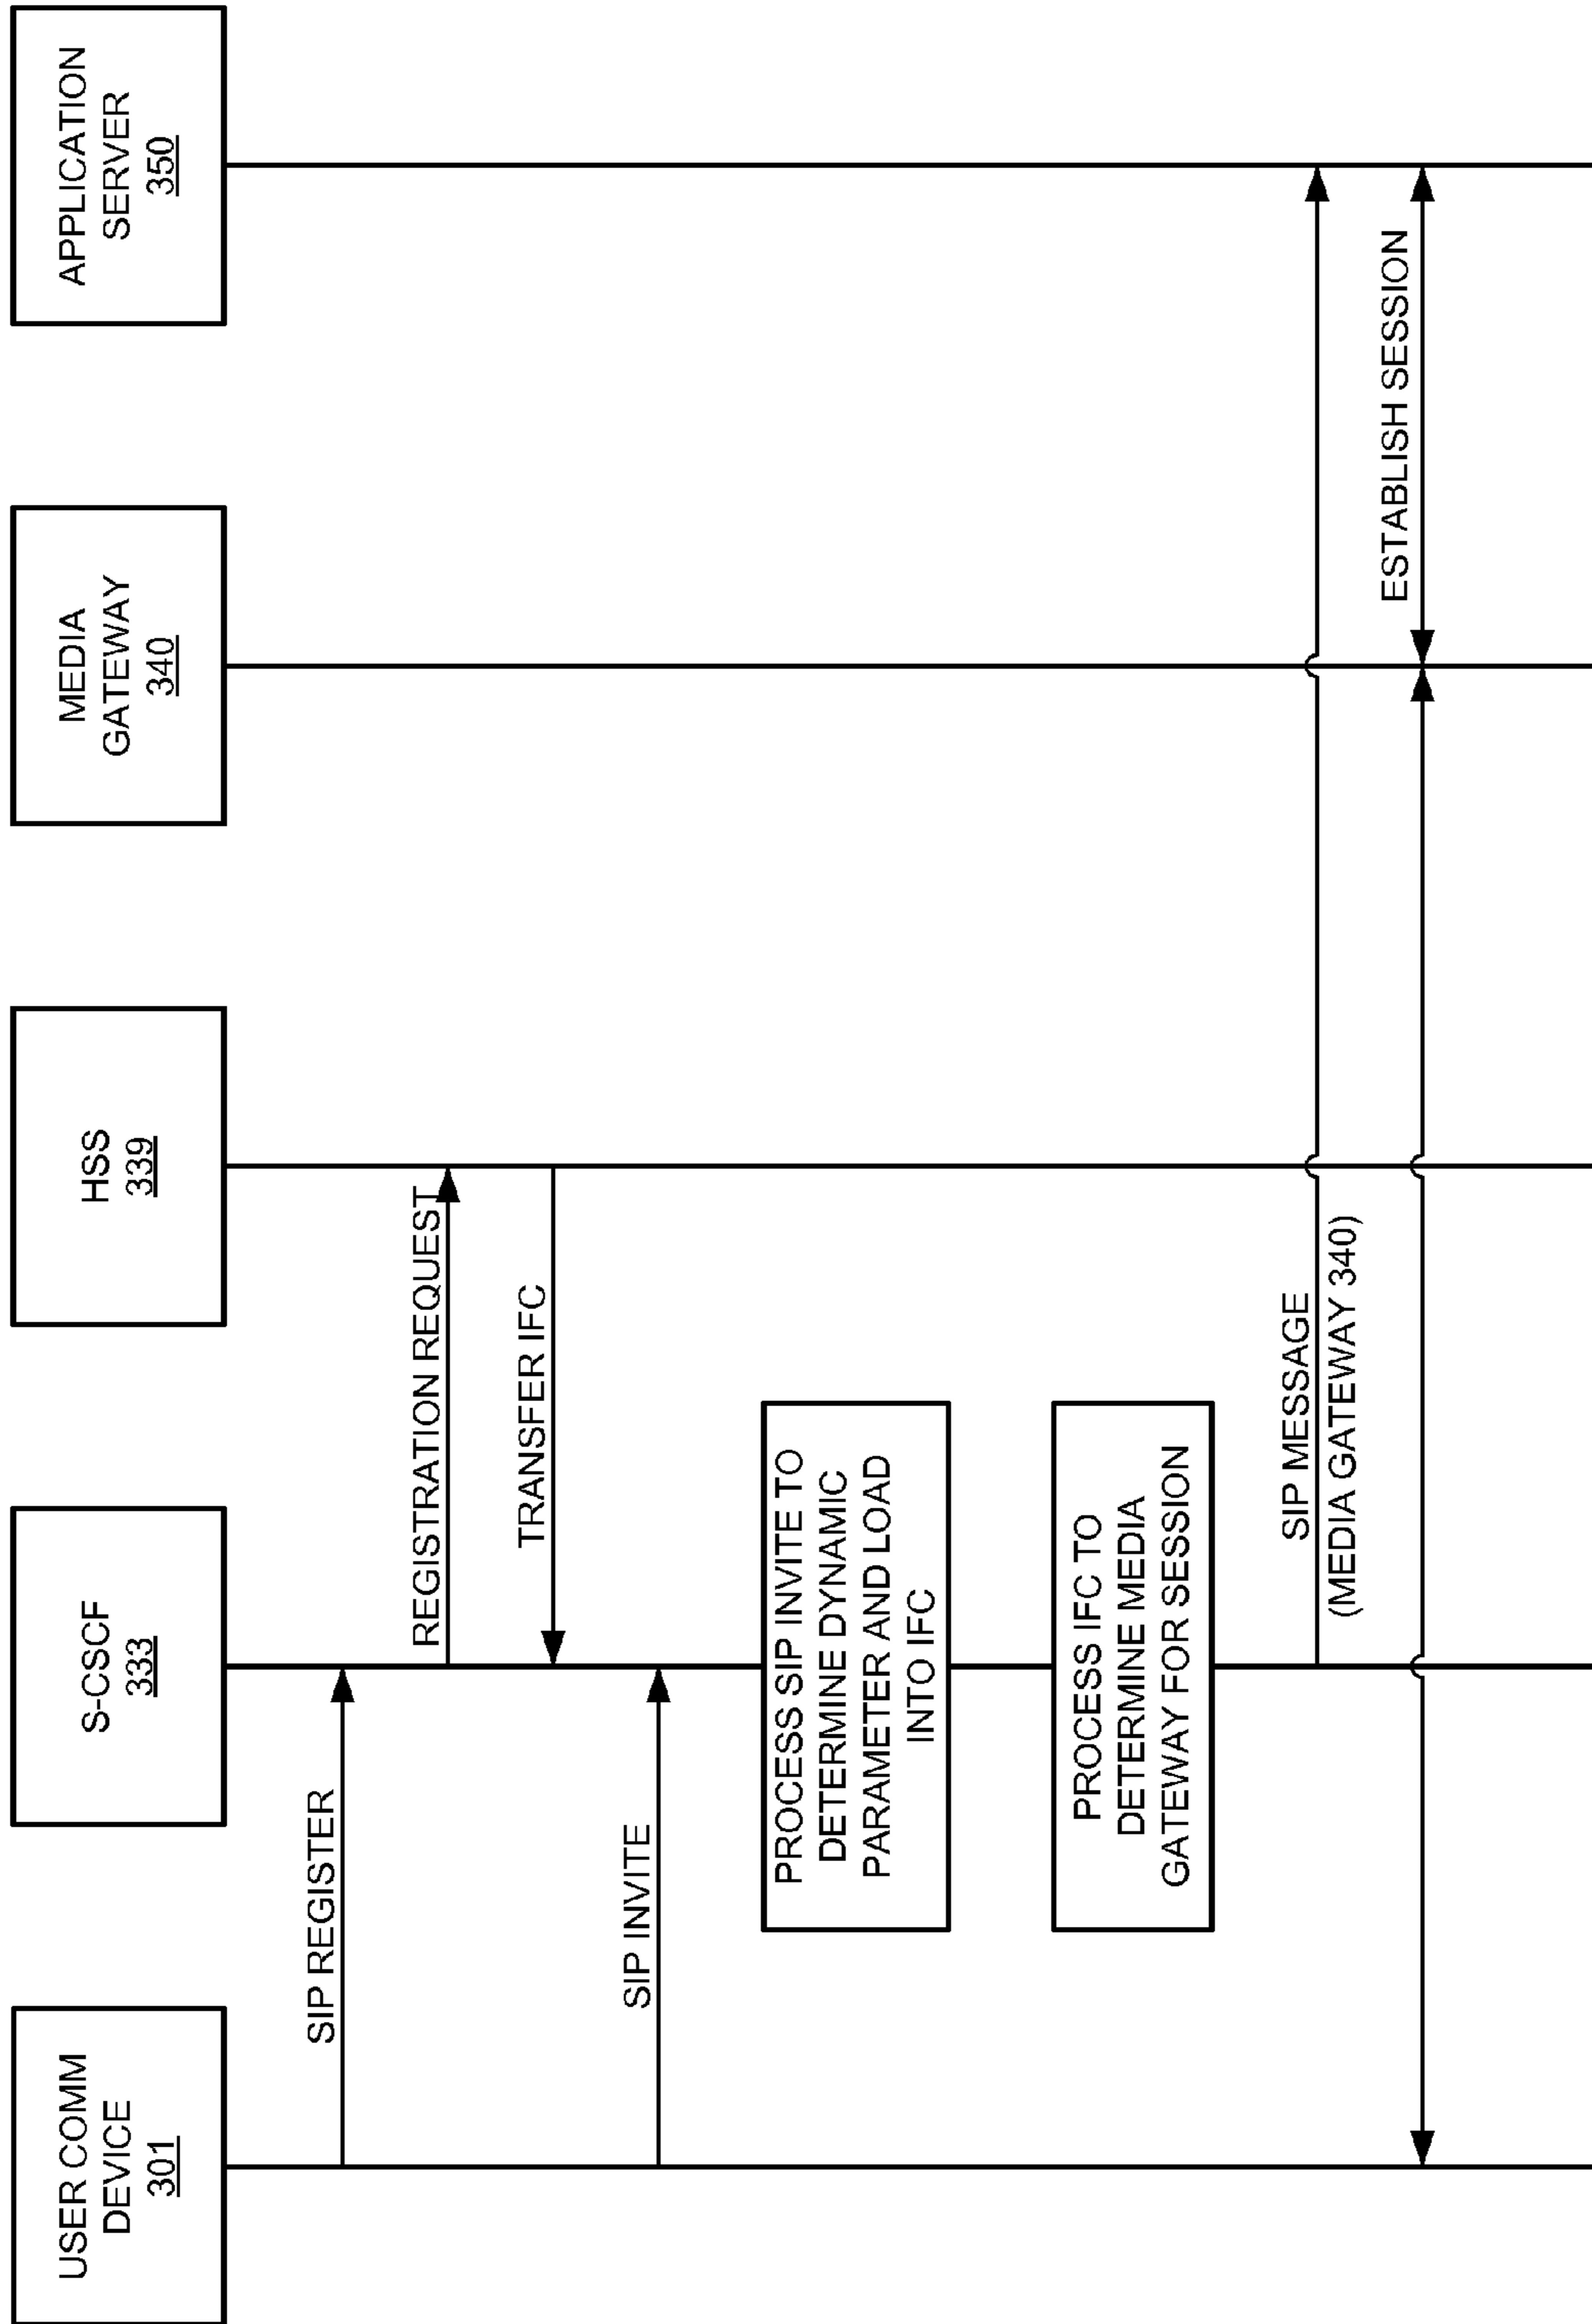 USER COMM
DEVICE
301
S-CSCF
333
HSS
339
MEDIA
GATEWAY
340
APPLICATION
SERVER
350
SIP REGISTER
REGISTRATION REQUEST
TRANSFER IFC
SIP INVITE
PROCESS SIP INVITE TO
DETERMINE DYNAMIC
PARAMETER AND LOAD
INTO IFC
PROCESS IFC TO
DETERMINE MEDIA
GATEWAY FOR SESSION
SIP MESSAGE
(MEDIA GATEWAY 340)
ESTABLISH SESSION